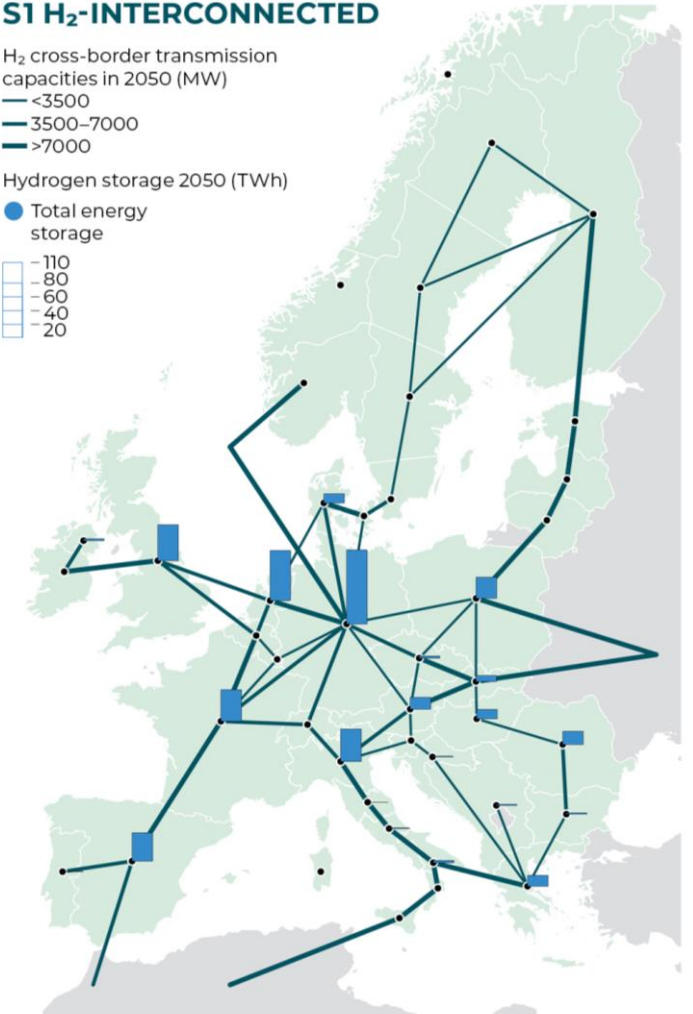 S1 H₂-INTERCONNECTED
H₂ cross-border transmission
capacities in 2050 (MW)
<3500
3500–7000
>7000
Hydrogen storage 2050 (TWh)
Total energy
storage
110
80
60
40
20